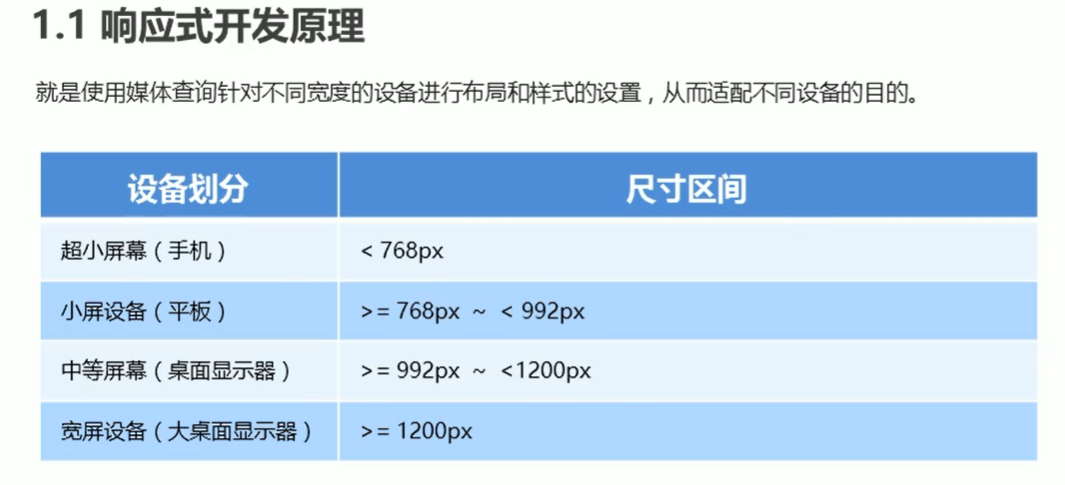 1.1 响应式开发原理
就是使用媒体查询针对不同宽度的设备进行布局和样式的设置，从而适配不同设备的目的。
设备划分 尺寸区间
超小屏幕（手机） < 768px
小屏设备（平板） >= 768px ~ < 992px
中等屏幕（桌面显示器） >= 992px ~ <1200px
宽屏设备（大桌面显示器） >= 1200px